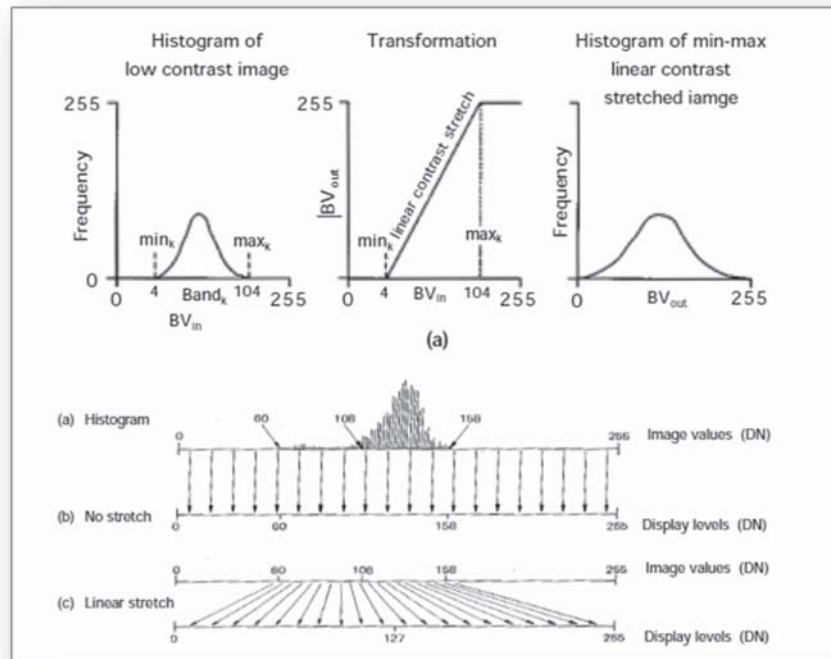 Histogram of
low contrast image
255
Frequency
0
min_k
max_k
0
4
Band_k
104
255
BV_in
Transformation
255
|BV_out
linear contrast stretch
min_k
max_k
0
4
BV_in
104
255
Histogram of min-max
linear contrast
stretched iamge
Frequency
0
BV_out
255
(a)
(a) Histogram
0
60
108
158
255
Image values (DN)
(b) No stretch
0
60
158
255
Display levels (DN)
0
60
108
158
255
Image values (DN)
(c) Linear stretch
0
127
255
Display levels (DN)